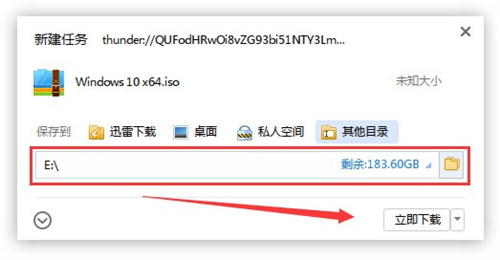 新建任务 thunder://QUFodHRwOi8vZG93bi51NTY3Lm...
Windows 10 x64.iso 未知大小
保存到 迅雷下载 桌面 私人空间 其他目录
E:\ 剩余:183.60GB
立即下载